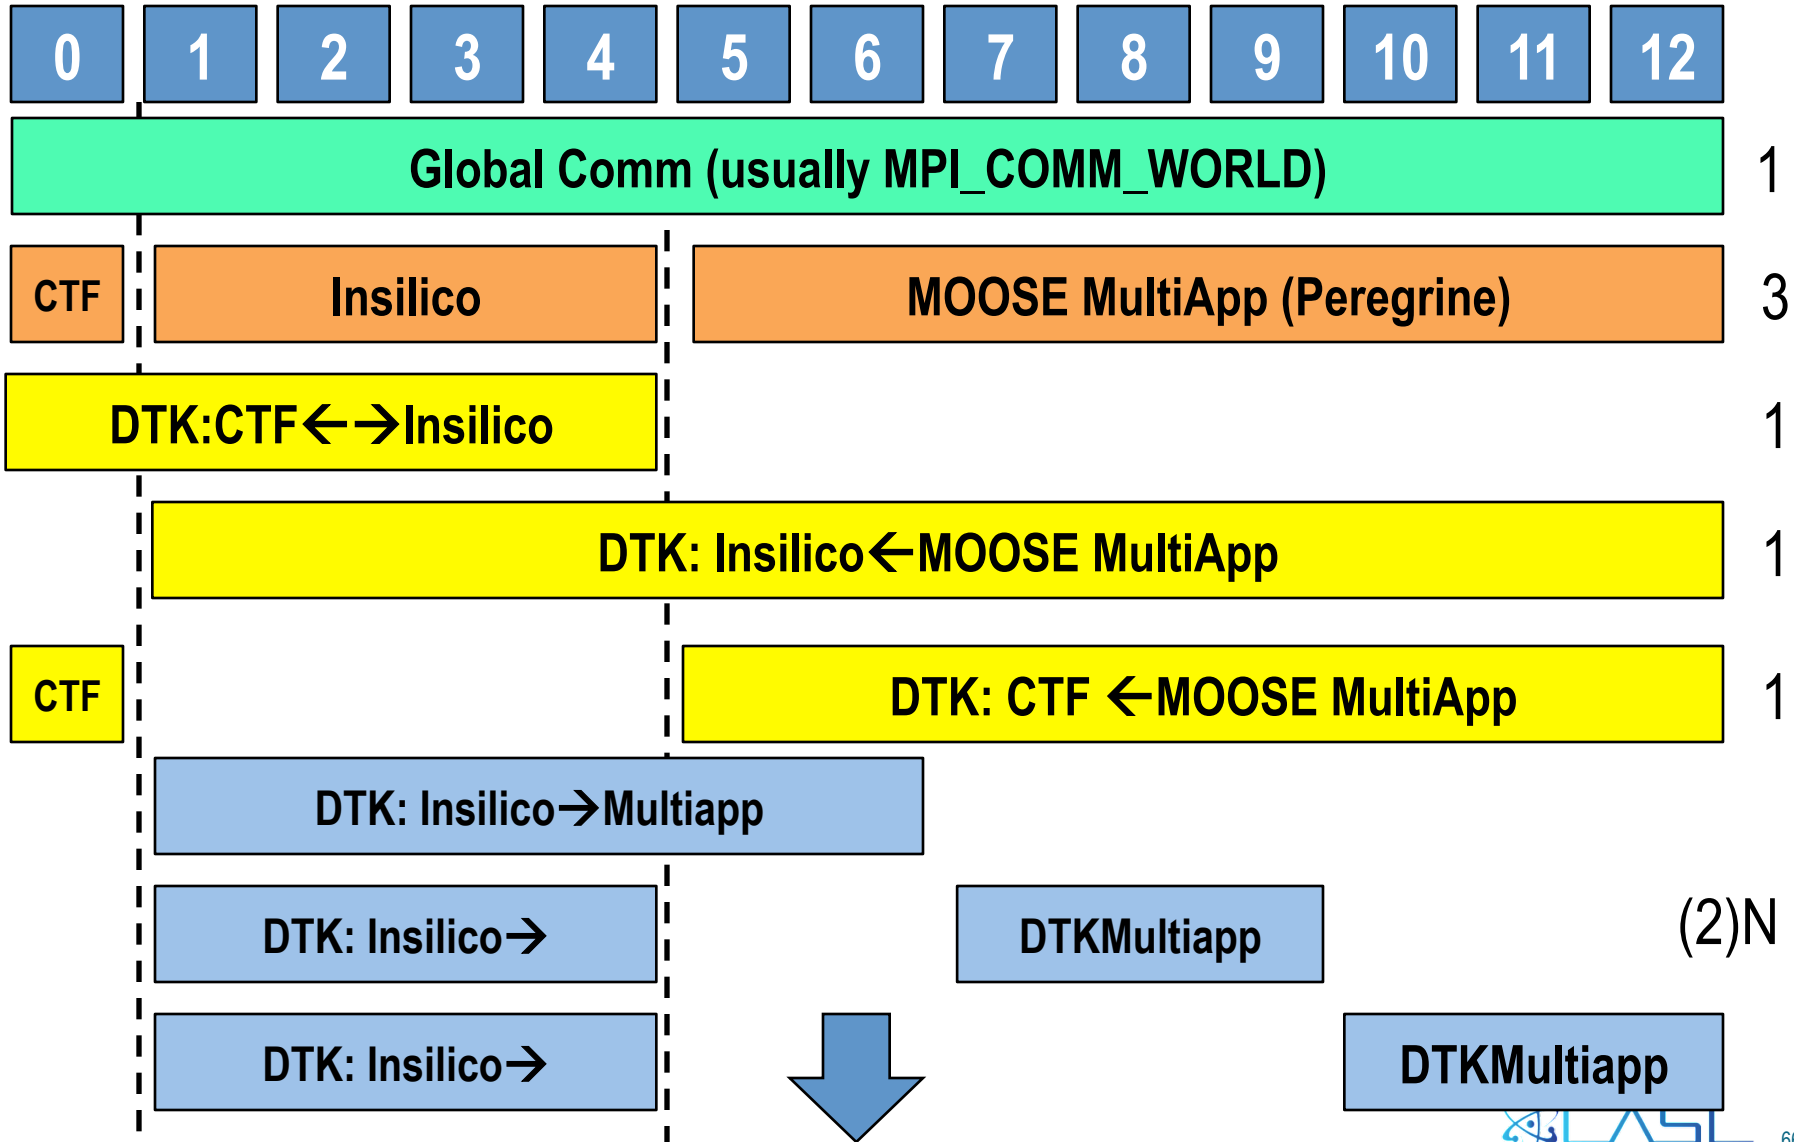 0 1 2 3 4 5 6 7 8 9 10 11 12
Global Comm (usually MPI_COMM_WORLD) 1
CTF Insilico MOOSE MultiApp (Peregrine) 3
DTK:CTF←→Insilico 1
DTK: Insilico←MOOSE MultiApp 1
CTF DTK: CTF ←MOOSE MultiApp 1
DTK: Insilico→Multiapp
DTK: Insilico→ DTKMultiapp (2)N
DTK: Insilico→ DTKMultiapp